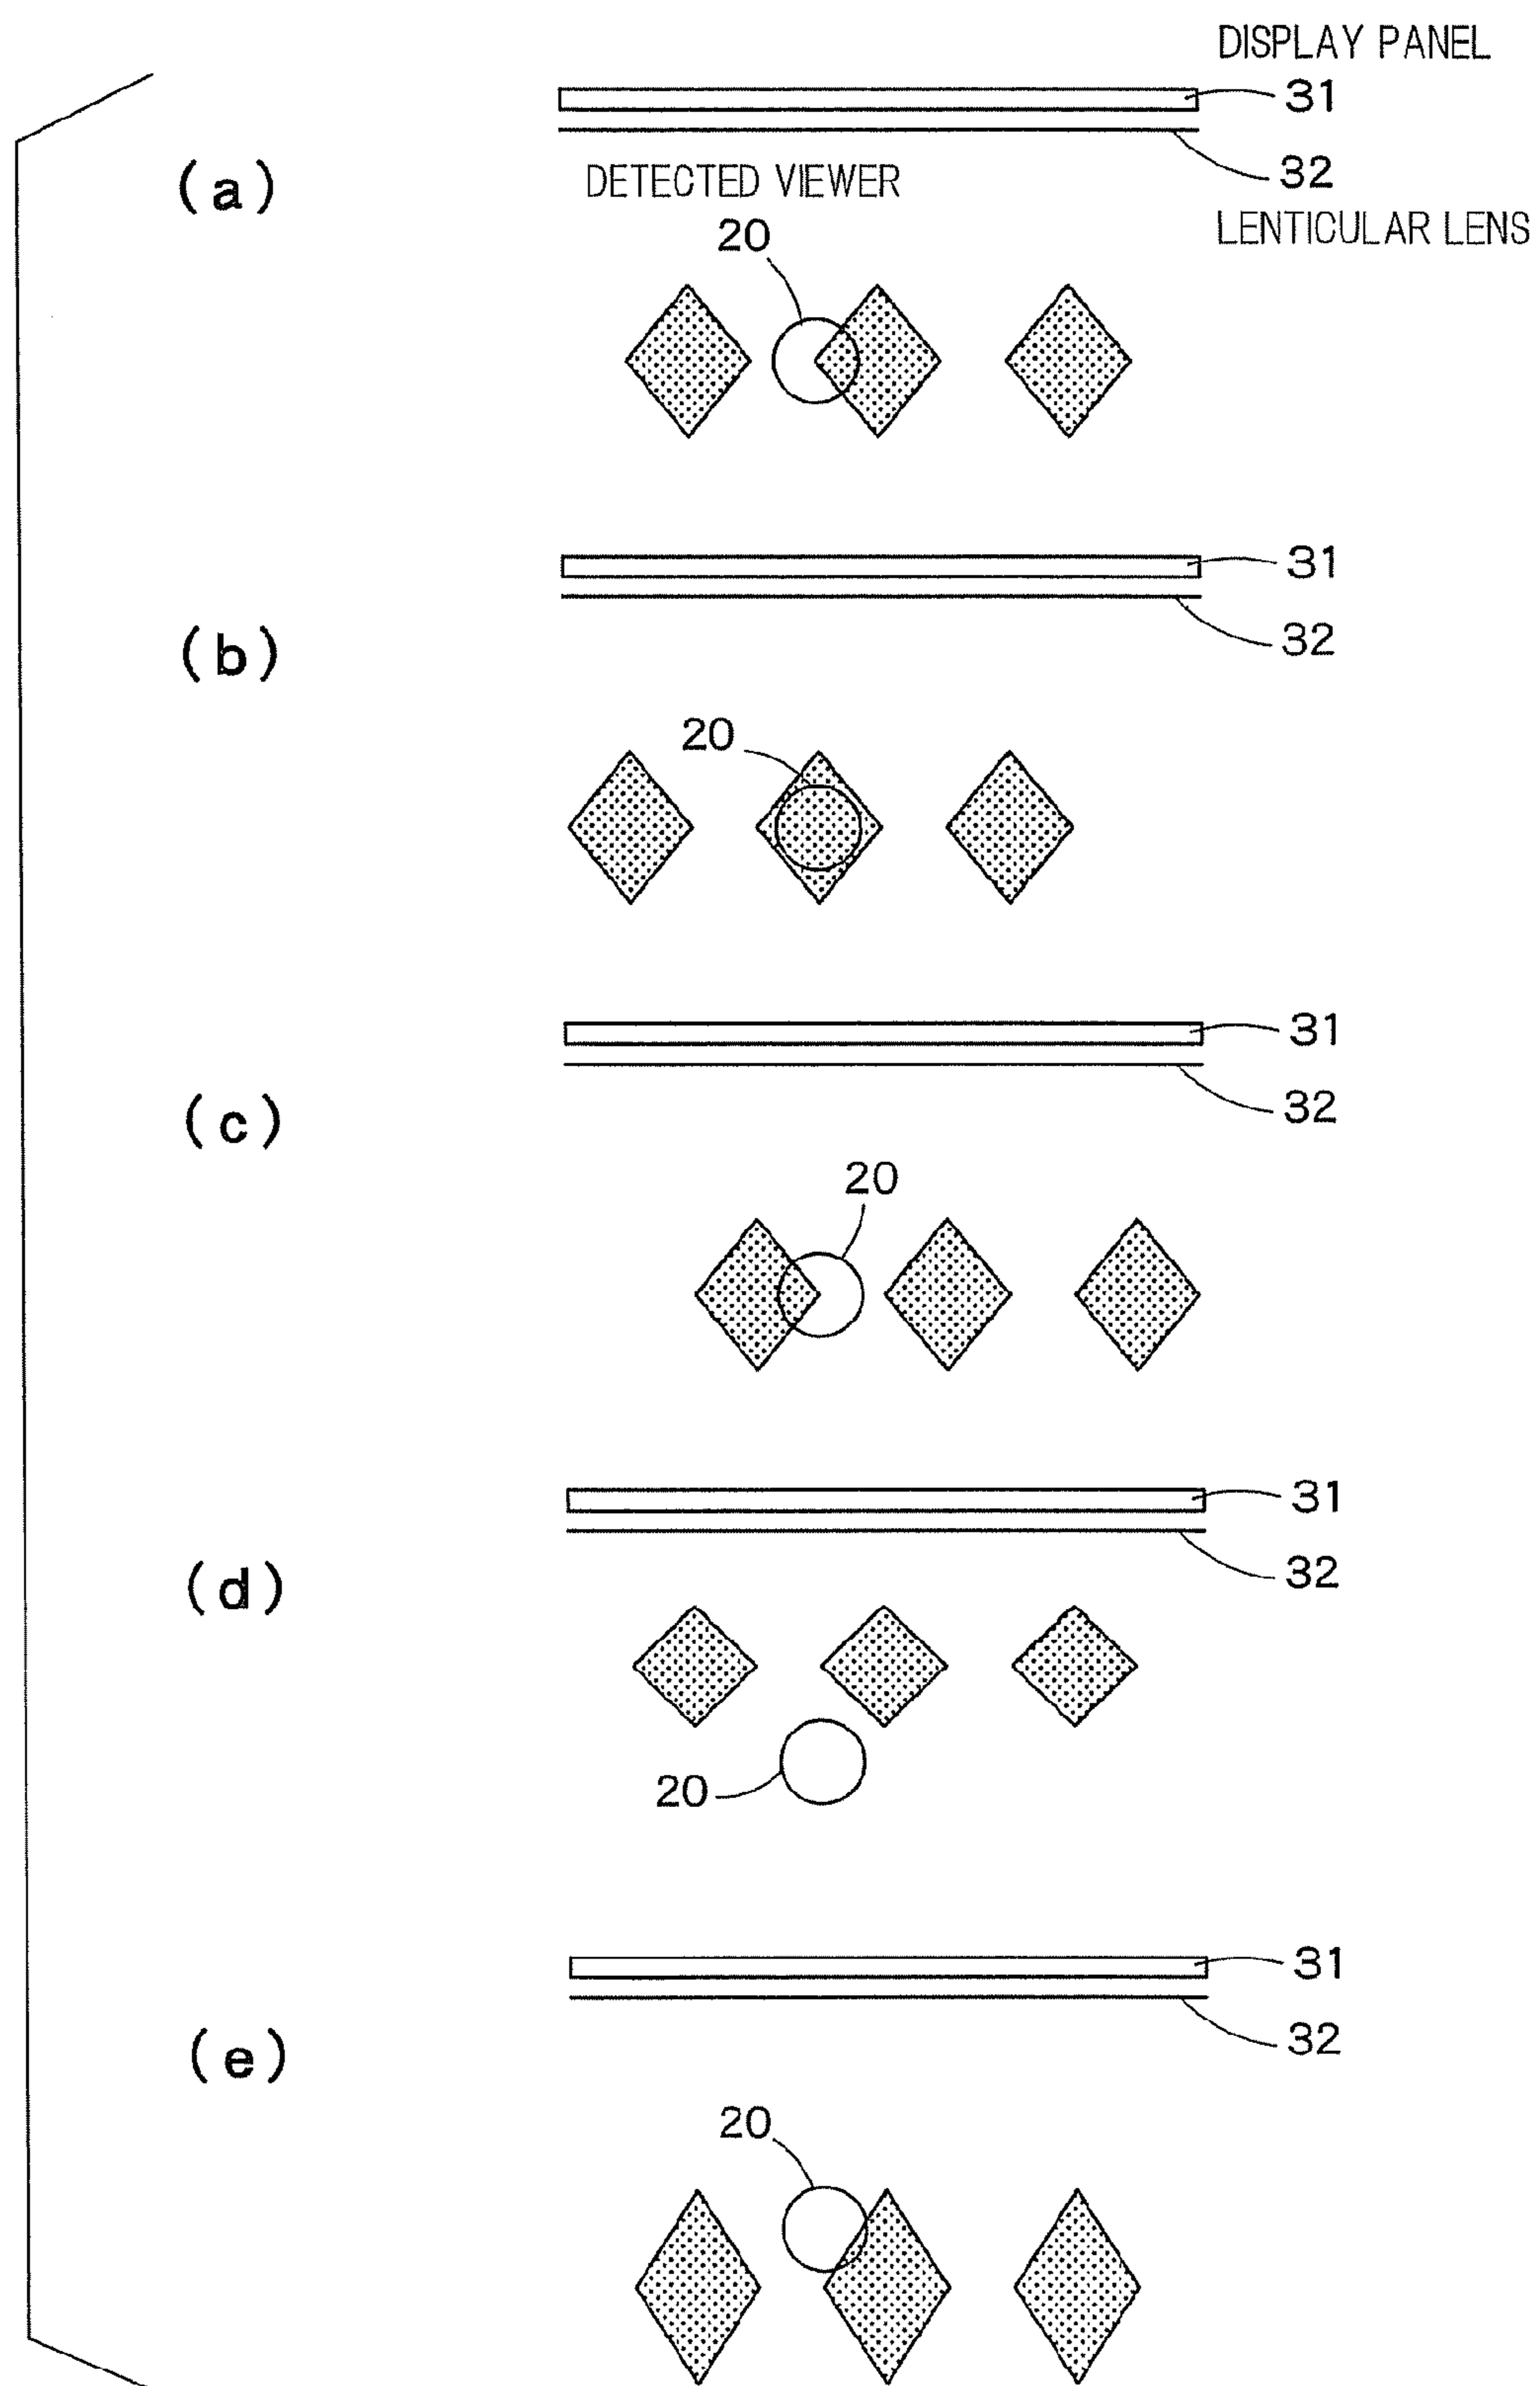 DISPLAY PANEL
31
(a)
32
DETECTED VIEWER
LENTICULAR LENS
20
31
(b)
32
20
31
(c)
32
20
31
(d)
32
20
31
(e)
32
20